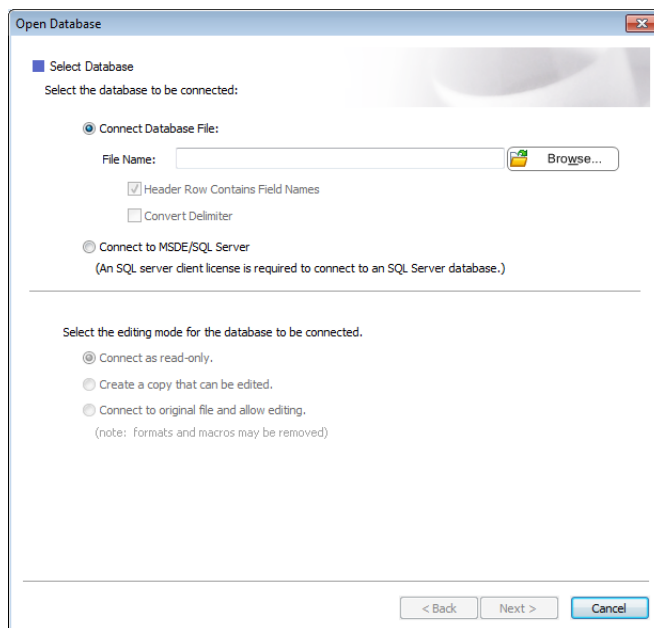 Open Database
Select Database
Select the database to be connected:
Connect Database File:
File Name:
Browse...
Header Row Contains Field Names
Convert Delimiter
Connect to MSDE/SQL Server
(An SQL server client license is required to connect to an SQL Server database.)
Select the editing mode for the database to be connected.
Connect as read-only.
Create a copy that can be edited.
Connect to original file and allow editing.
(note: formats and macros may be removed)
< Back Next > Cancel